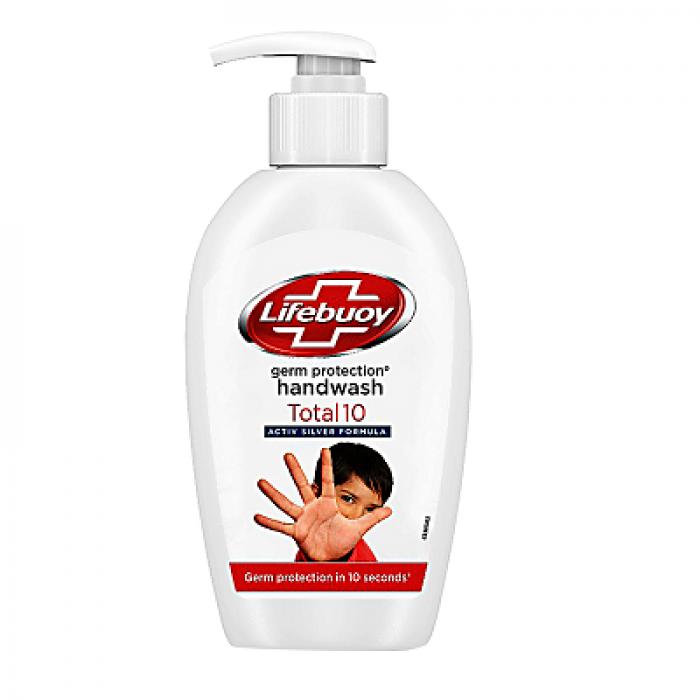 Lifebuoy
germ protection°
handwash
Total 10
ACTIV SILVER FORMULA
Germ protection in 10 seconds*